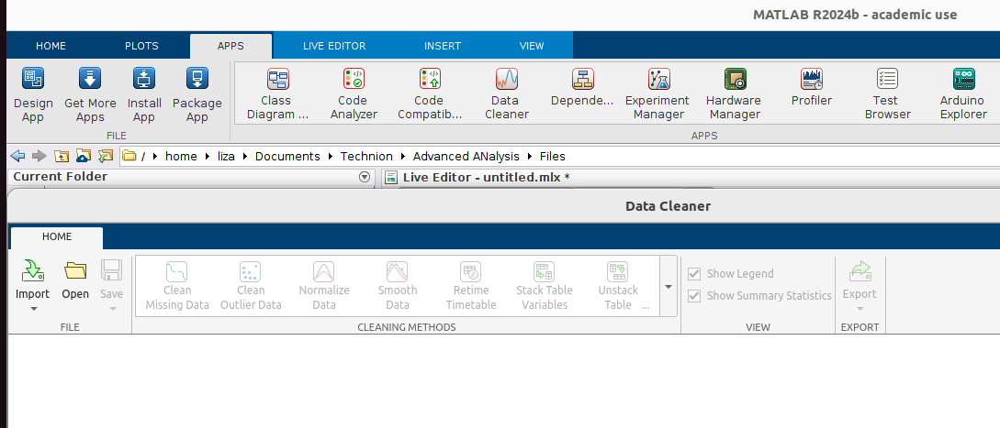 MATLAB R2024b - academic use
HOME PLOTS APPS LIVE EDITOR INSERT VIEW
Design App Get More Apps Install App Package App Class Diagram ... Code Analyzer Code Compatib... Data Cleaner Depende... Experiment Manager Hardware Manager Profiler Test Browser Arduino Explorer
FILE APPS
/ home liza Documents Technion Advanced ANalysis Files
Current Folder Live Editor - untitled.mlx *
Data Cleaner
HOME
Import Open Save Clean Missing Data Clean Outlier Data Normalize Data Smooth Data Retime Timetable Stack Table Variables Unstack Table ... Show Legend Show Summary Statistics Export
FILE CLEANING METHODS VIEW EXPORT